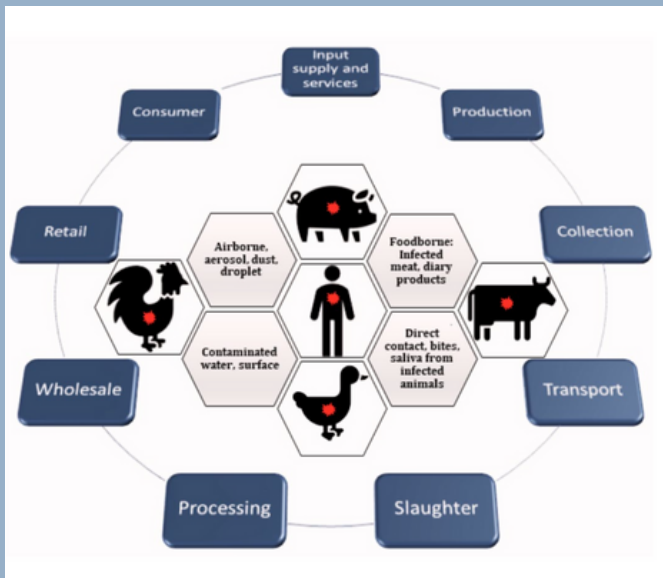 Input
supply and
services
Production
Collection
Transport
Slaughter
Processing
Wholesale
Retail
Consumer
Airborne,
aerosol, dust,
droplet
Foodborne:
Infected
meat, diary
products
Contaminated
water, surface
Direct
contact, bites,
saliva from
infected
animals